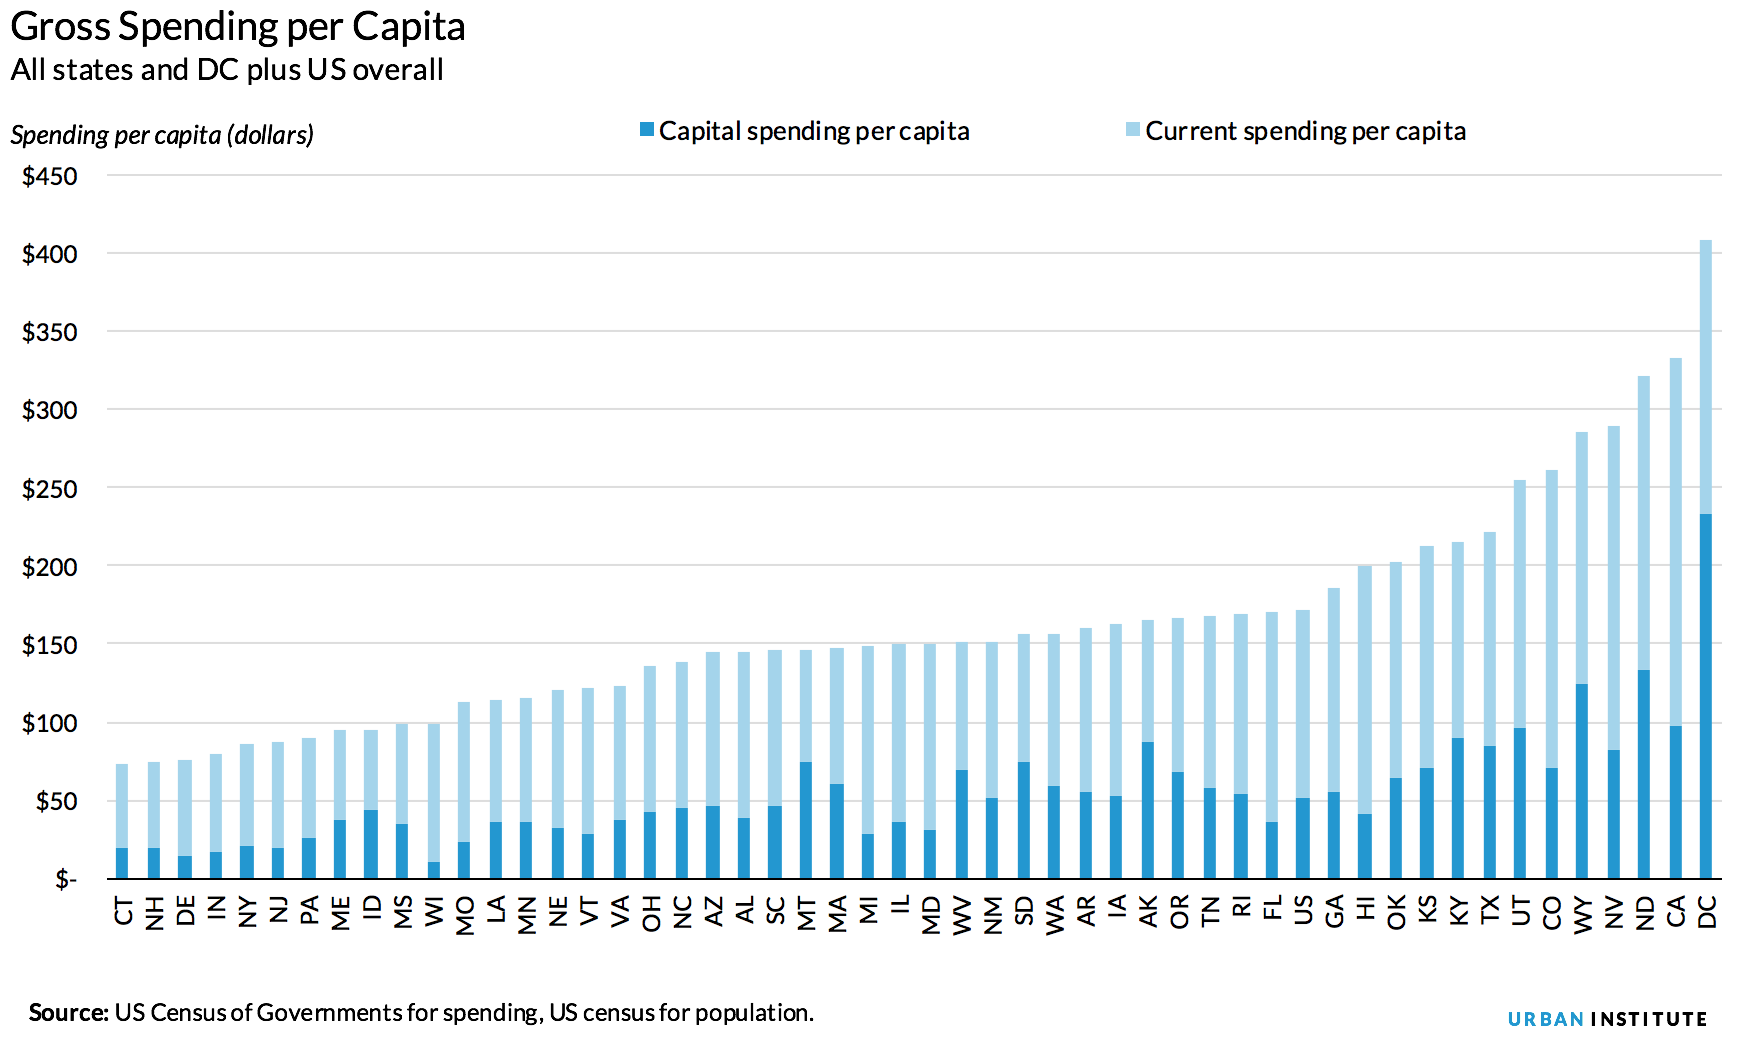 Gross Spending per Capita
All states and DC plus US overall
Spending per capita (dollars)
Capital spending per capita
Current spending per capita
$450
$400
$350
$300
$250
$200
$150
$100
$50
$-
CT NH DE IN NY NJ PA ME ID MS WI MO LA MN NE VT VA OH NC AZ AL SC MT MA MI IL MD WV NM SD WA AR IA AK OR TN RI FL US GA HI OK KS KY TX UT CO WY NV ND CA DC
Source: US Census of Governments for spending, US census for population.
URBAN INSTITUTE